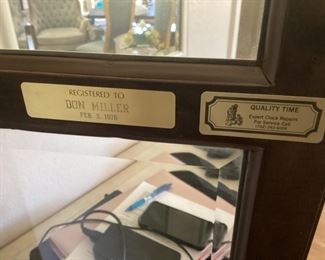 REGISTERED TO
DON MILLER
FEB. 3, 1978
QUALITY TIME
Expert Clock Repairs
For Service Call